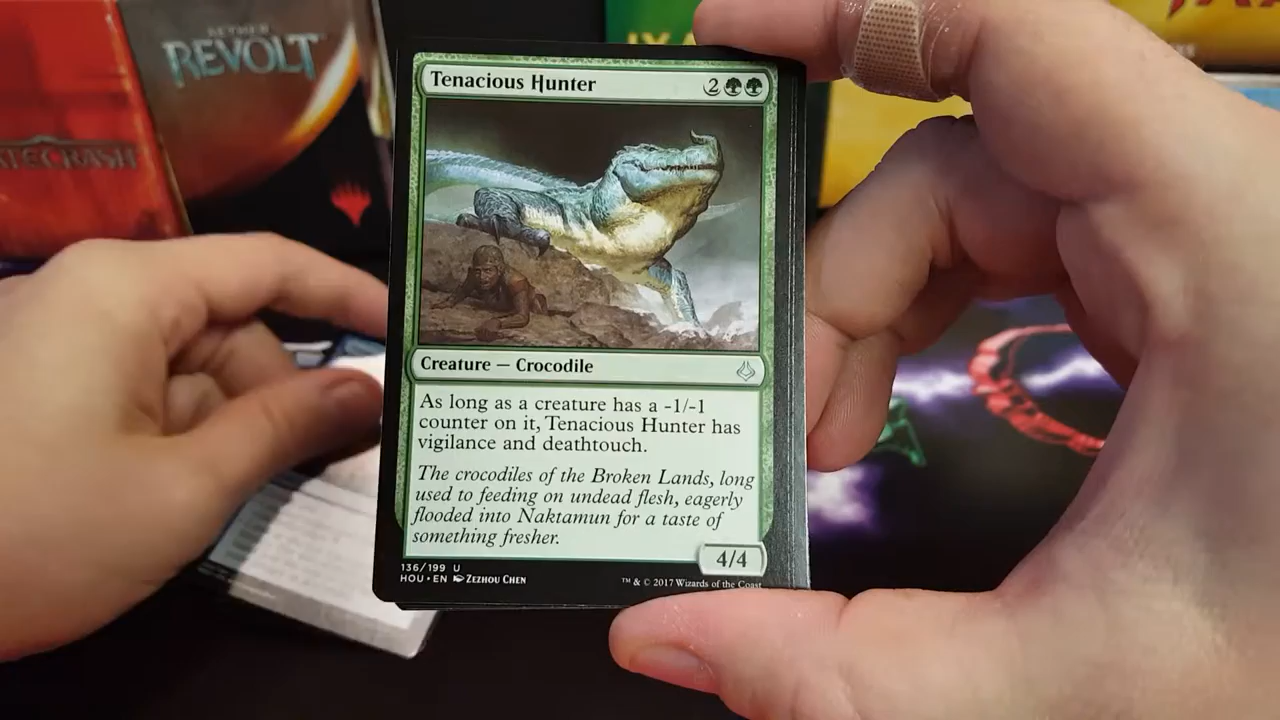 REVOLT
Tenacious Hunter 2
Creature — Crocodile
As long as a creature has a -1/-1
counter on it, Tenacious Hunter has
vigilance and deathtouch.
The crocodiles of the Broken Lands, long
used to feeding on undead flesh, eagerly
flooded into Naktamun for a taste of
something fresher.
4/4
136/199 U
HOU • EN Zezhou Chen
™ & © 2017 Wizards of the Coast